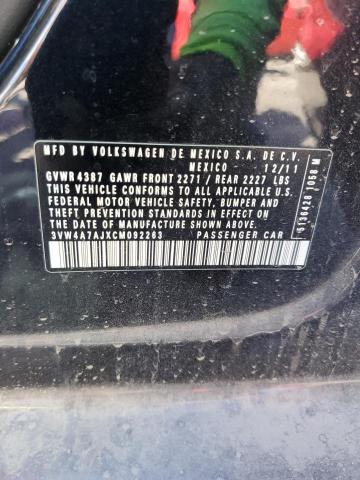 MFD BY VOLKSWAGEN DE MEXICO S.A. DE C.V.
MEXICO 12/11
GVWR 4387 GAWR FRONT 2271 / REAR 2227 LBS
THIS VEHICLE CONFORMS TO ALL APPLICABLE U.S.
FEDERAL MOTOR VEHICLE SAFETY, BUMPER AND
THEFT PREVENTION STANDARDS IN EFFECT ON THE
DATE OF MANUFACTURE SHOWN ABOVE.
3VW4A7AJXCM092263 PASSENGER CAR